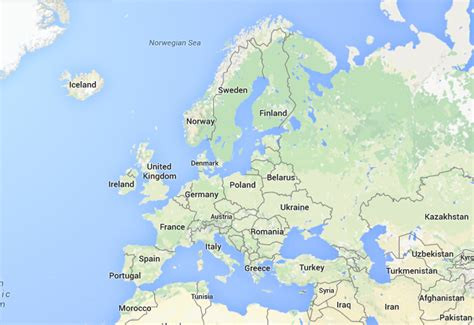 Norwegian Sea
Iceland
Sweden
Finland
Norway
United
Kingdom
Denmark
Ireland
Belarus
Poland
Germany
Ukraine
Kazakhstan
Austria
France
Romania
Italy
Spain
Uzbekistan
Portugal
Greece
Turkey
Turkmenistan
Syria
Afghanistan
Morocco
Tunisia
Iraq
Iran
Pakistan